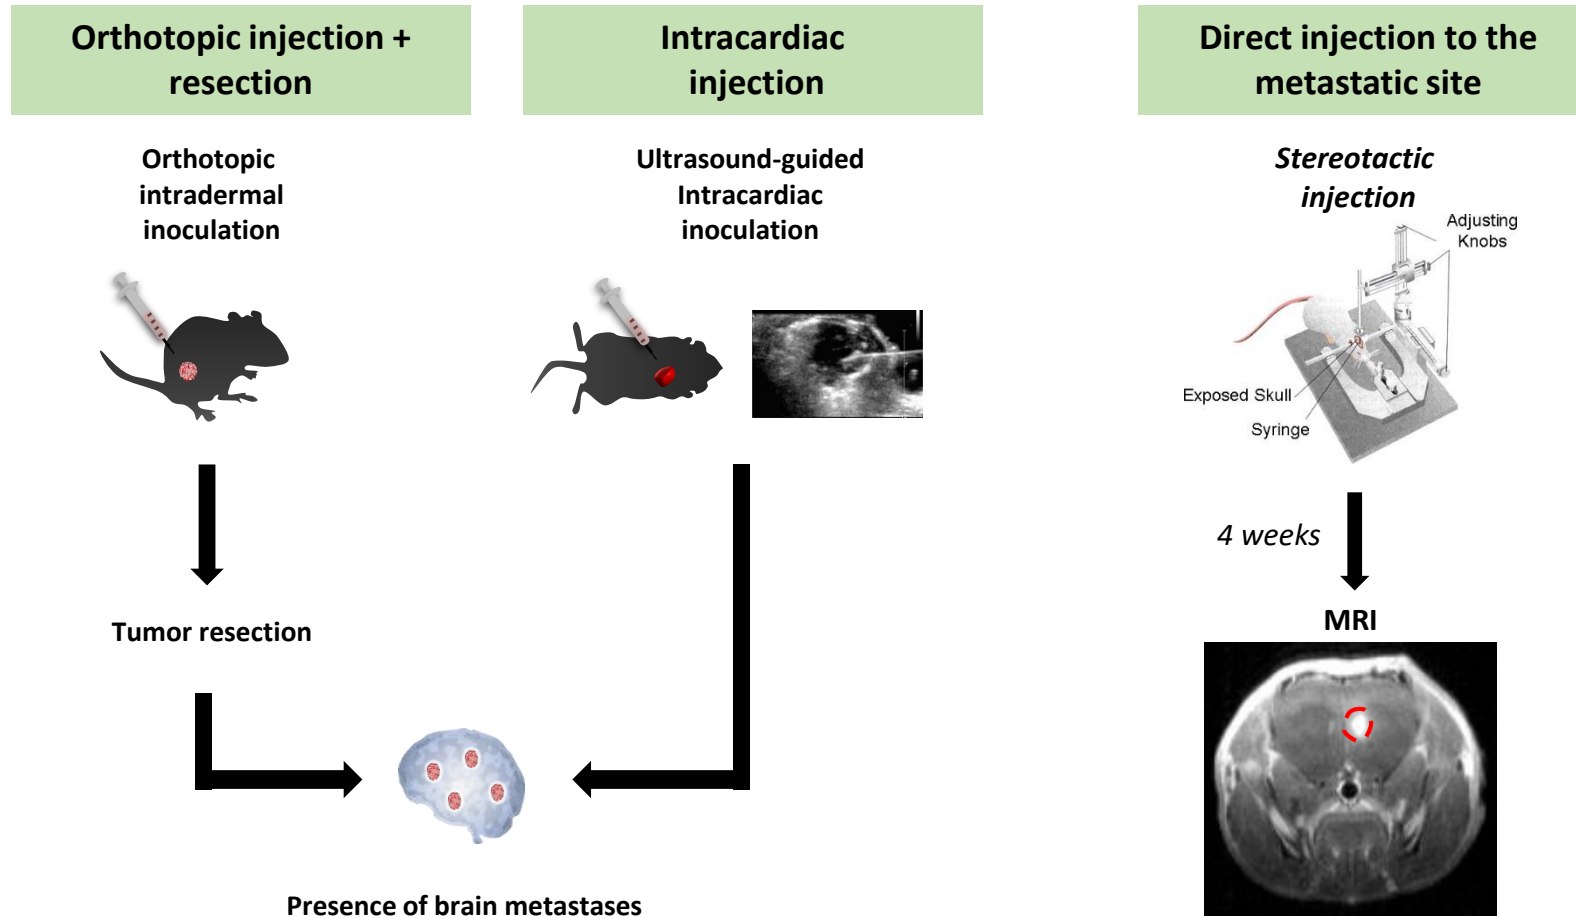 Orthotopic injection +
resection
Orthotopic
intradermal
inoculation
Tumor resection
Intracardiac
injection
Ultrasound-guided
Intracardiac
inoculation
Presence of brain metastases
Direct injection to the
metastatic site
Stereotactic
injection
Adjusting
Knobs
Exposed Skull
Syringe
4 weeks
MRI